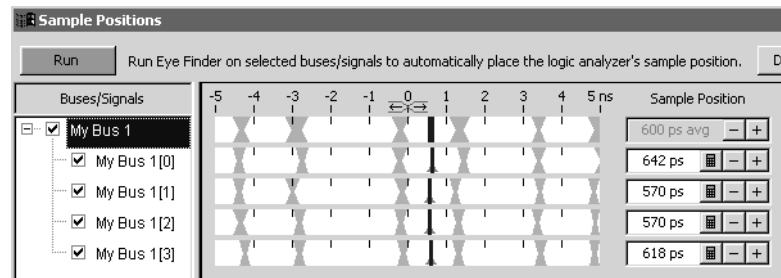 Sample Positions
Run Run Eye Finder on selected buses/signals to automatically place the logic analyzer's sample position. D
Buses/Signals -5 -4 -3 -2 -1 0 1 2 3 4 5 ns Sample Position
My Bus 1 600 ps avg - +
My Bus 1[0] 642 ps - +
My Bus 1[1] 570 ps - +
My Bus 1[2] 570 ps - +
My Bus 1[3] 618 ps - +